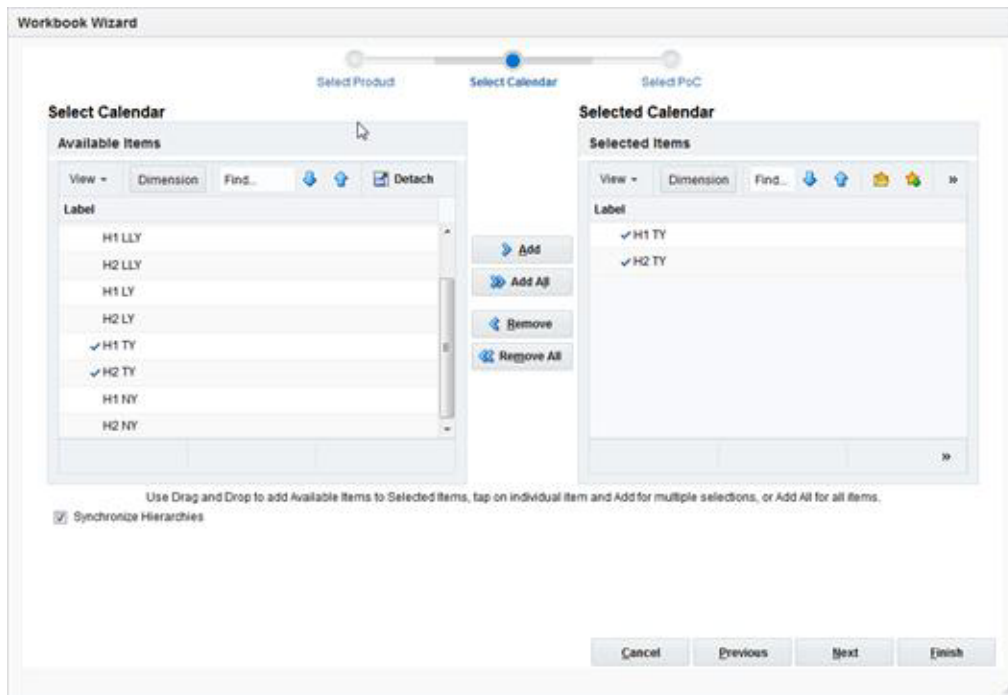 Workbook Wizard
Select Product
Select Calendar
Select PoC
Select Calendar
Available Items
View
Dimension
Find...
Detach
Label
H1 LLY
H2 LLY
H1 LY
H2 LY
H1 TY
H2 TY
H1 NY
H2 NY
Add
Add All
Remove
Remove All
Selected Calendar
Selected Items
View
Dimension
Find...
»
Label
H1 TY
H2 TY
»
Use Drag and Drop to add Available Items to Selected Items, tap on individual item and Add for multiple selections, or Add All for all items.
Synchronize Hierarchies
Cancel
Previous
Next
Finish